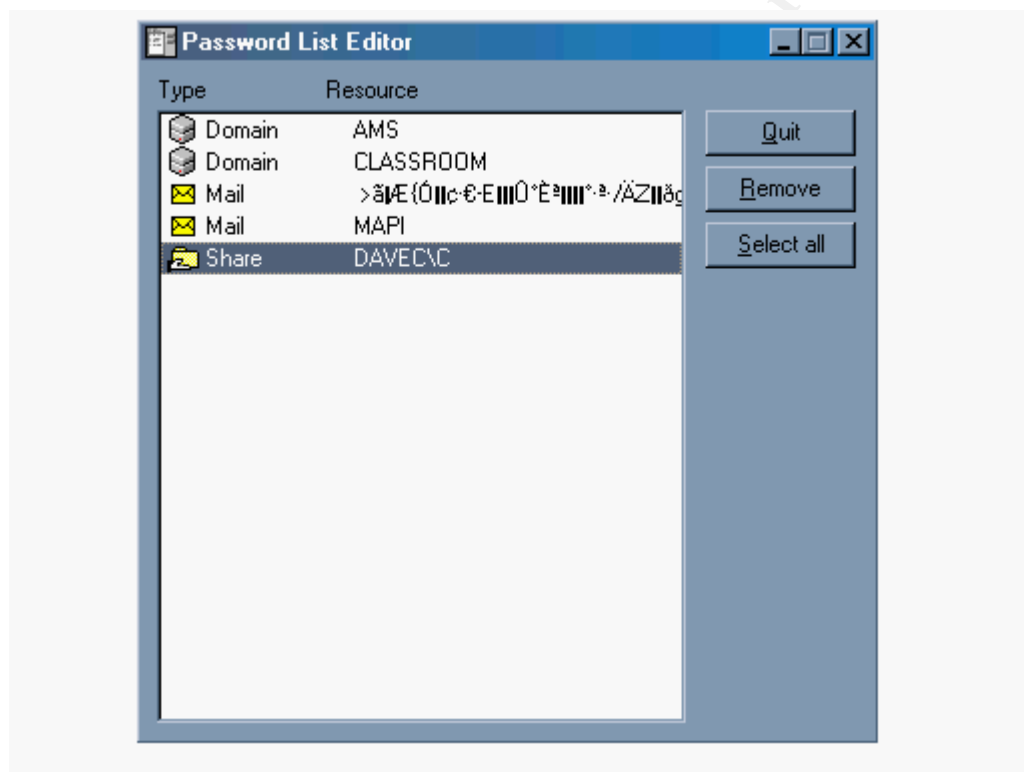 Password List Editor
Type Resource
Domain AMS
Domain CLASSROOM
Mail
Mail MAPI
Share DAVEC\C
Quit
Remove
Select all